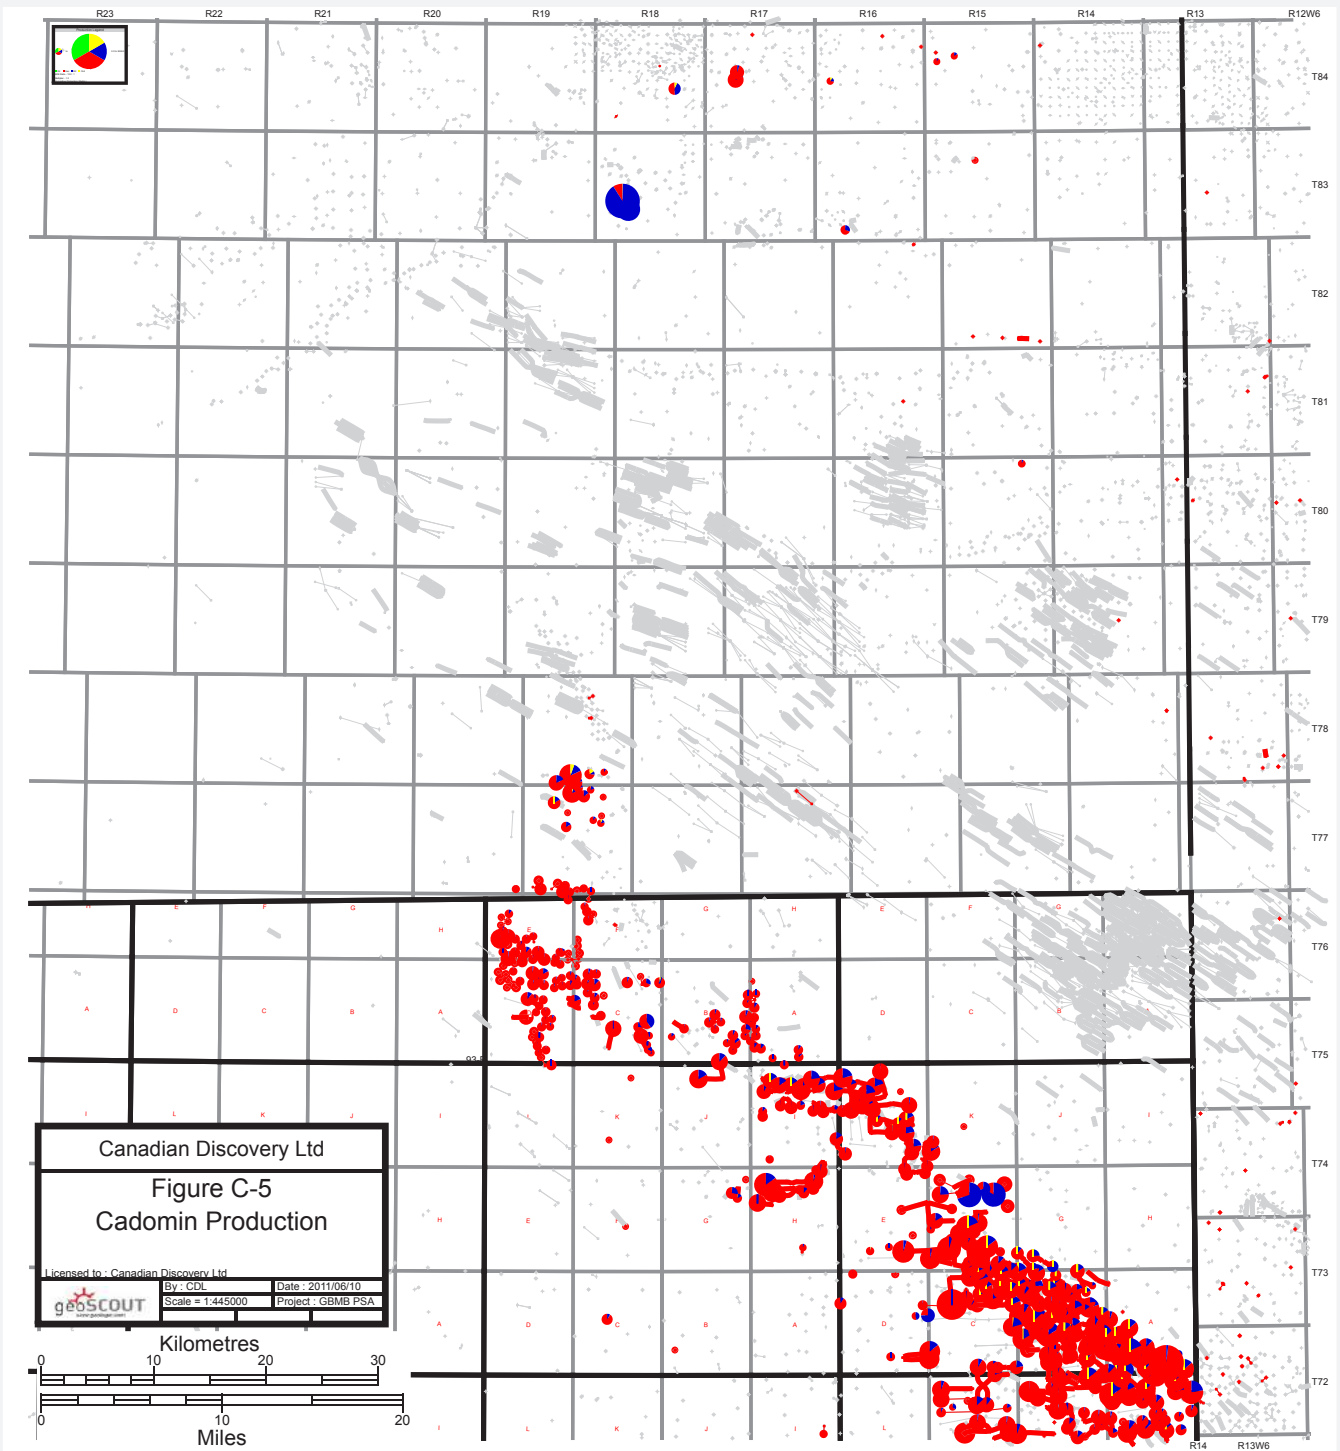 R23 R22 R21 R20 R19 R18 R17 R16 R15 R14 R13 R12W6
T84
T83
T82
T81
T80
T79
T78
T77
E F G G H E F G
H E F
T76
A D C B A C B A D C B
T75
93
I L K J I L K J K J I
Canadian Discovery Ltd
T74
Figure C-5
Cadomin Production
H E F G H E G H
Licensed to : Canadian Discovery Ltd
T73
By : CDL Date : 2011/06/10
geoSCOUT
Scale = 1:445000 Project : GBMB PSA
A D C B A D C A
Kilometres
0 10 20 30
T72
0 10 20
Miles
I L K J I L
R14 R13W6